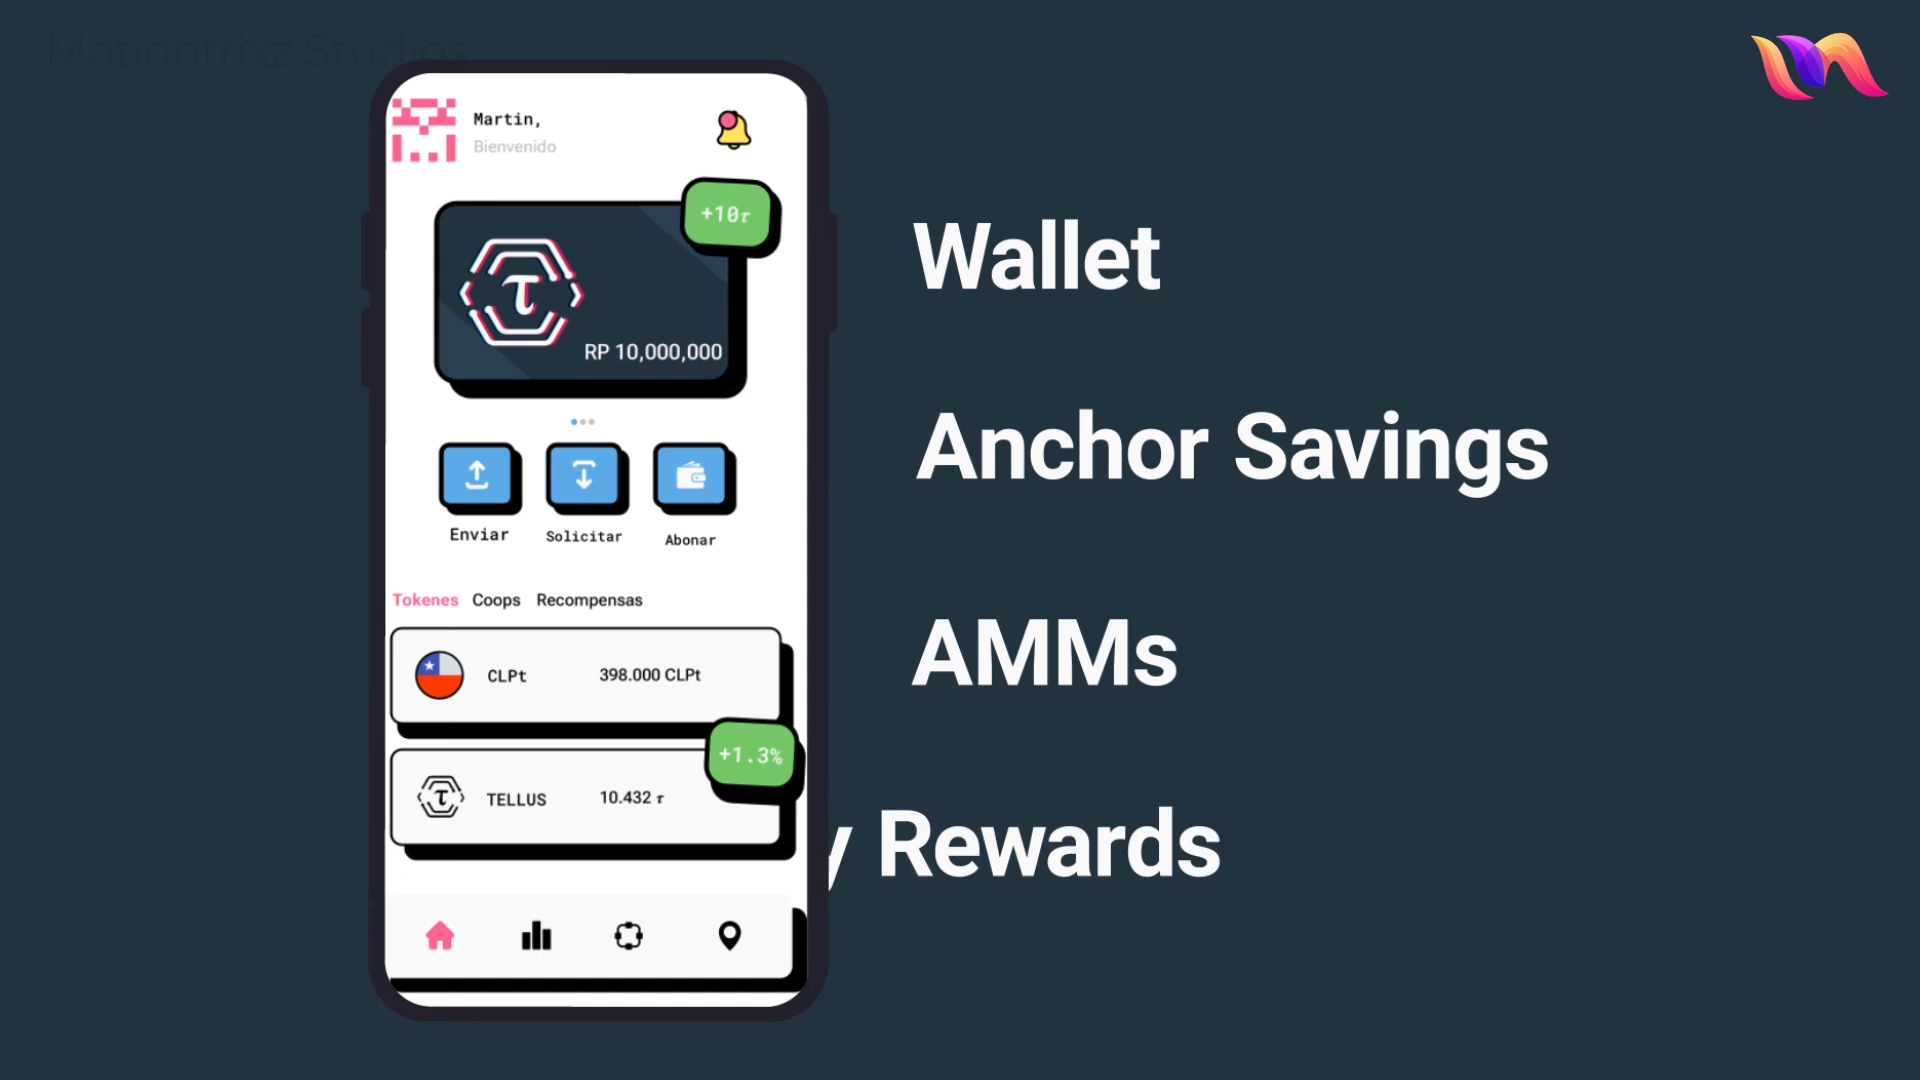 Motiontrixz Studios
Martin,
Bienvenido
+10τ
τ
RP 10,000,000
Enviar
Solicitar
Abonar
Tokenes Coops Recompensas
CLPt 398.000 CLPt
+1.3%
τ TELLUS 10.432 τ
Wallet
Anchor Savings
AMMs
y Rewards